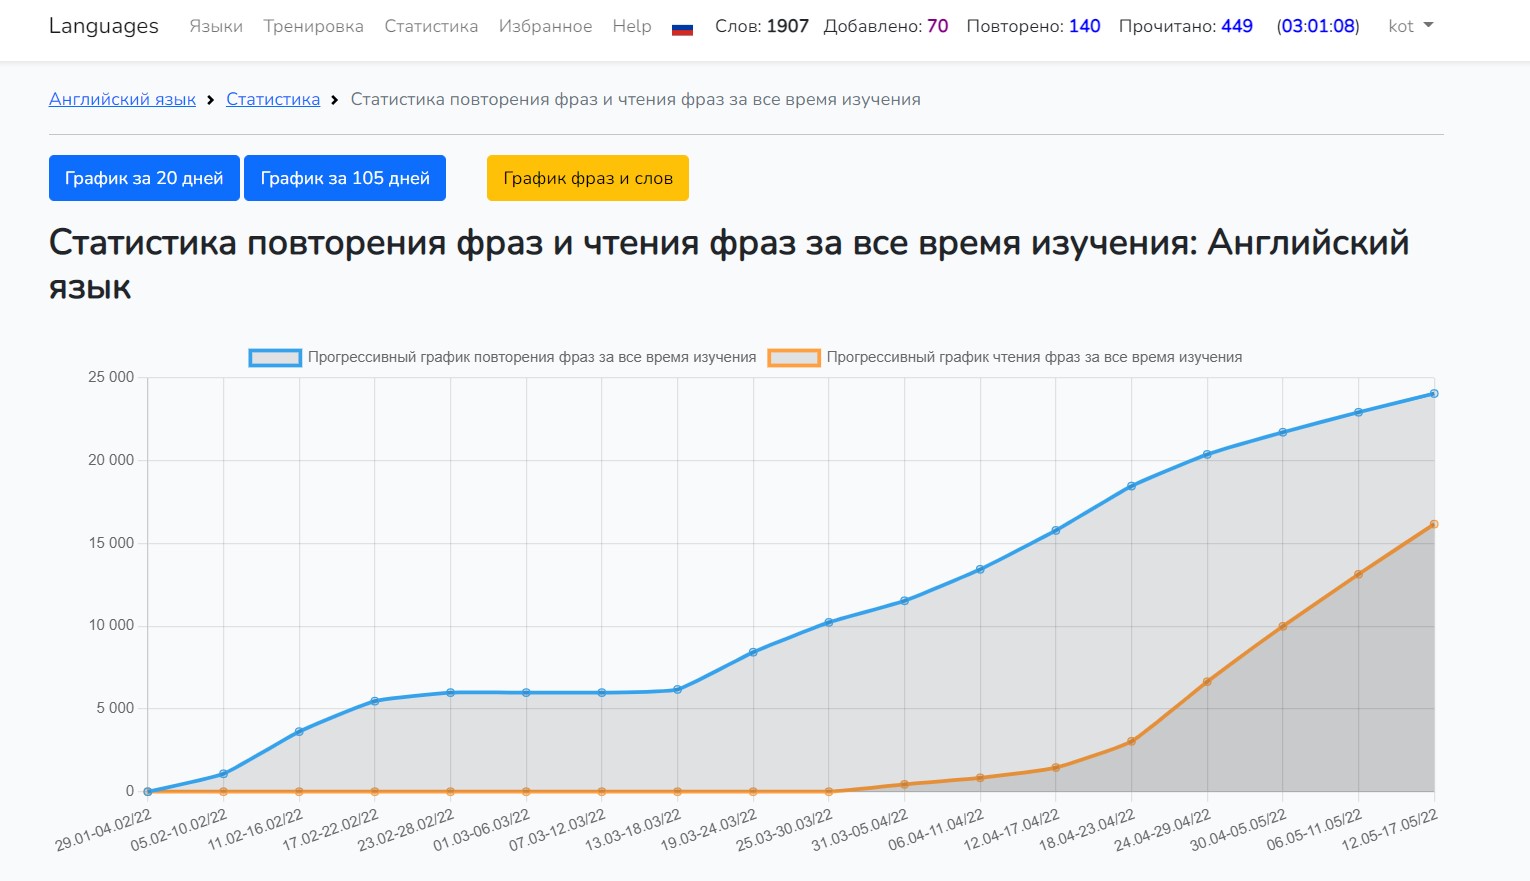 Languages Языки Тренировка Статистика Избранное Help Слов: 1907 Добавлено: 70 Повторено: 140 Прочитано: 449 (03:01:08) kot
Английский язык Статистика Статистика повторения фраз и чтения фраз за все время изучения
График за 20 дней График за 105 дней График фраз и слов
Статистика повторения фраз и чтения фраз за все время изучения: Английский
язык
Прогрессивный график повторения фраз за все время изучения Прогрессивный график чтения фраз за все время изучения
25 000
20 000
15 000
10 000
5 000
0
29.01-04.02/22 05.02-10.02/22 11.02-16.02/22 17.02-22.02/22 23.02-28.02/22 01.03-06.03/22 07.03-12.03/22 13.03-18.03/22 19.03-24.03/22 25.03-30.03/22 31.03-05.04/22 06.04-11.04/22 12.04-17.04/22 18.04-23.04/22 24.04-29.04/22 30.04-05.05/22 06.05-11.05/22 12.05-17.05/22